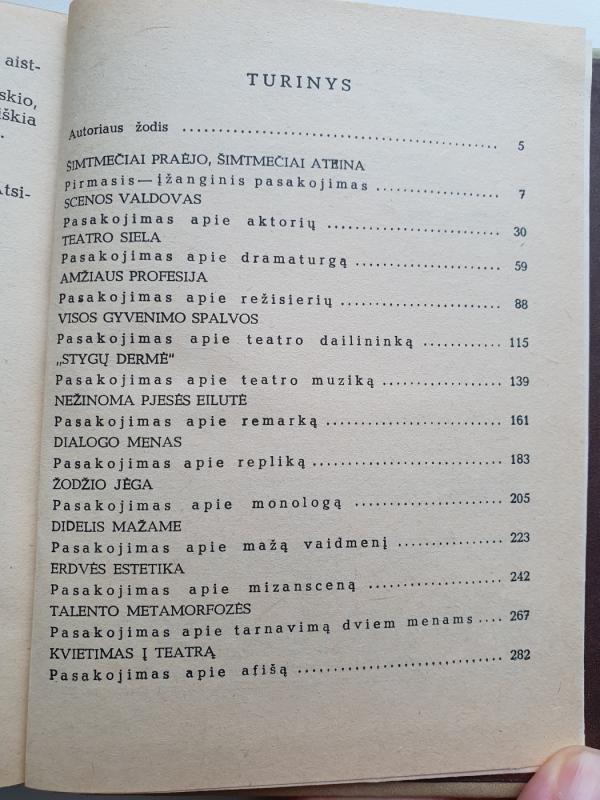 aist-
skio,
iškia
Atsi-
TURINYS
Autoriaus žodis .......... 5
ŠIMTMEČIAI PRAĖJO, ŠIMTMEČIAI ATEINA
Pirmasis—įžanginis pasakojimas .......... 7
SCENOS VALDOVAS
Pasakojimas apie aktorių .......... 30
TEATRO SIELA
Pasakojimas apie dramaturgą .......... 59
AMŽIAUS PROFESIJA
Pasakojimas apie režisierių .......... 88
VISOS GYVENIMO SPALVOS
Pasakojimas apie teatro dailininką .......... 115
„STYGŲ DERMĖ"
Pasakojimas apie teatro muziką .......... 139
NEŽINOMA PJESĖS EILUTĖ
Pasakojimas apie remarką .......... 161
DIALOGO MENAS
Pasakojimas apie repliką .......... 183
ŽODŽIO JĖGA
Pasakojimas apie monologą .......... 205
DIDELIS MAŽAME
Pasakojimas apie mažą vaidmenį .......... 223
ERDVĖS ESTETIKA
Pasakojimas apie mizansceną .......... 242
TALENTO METAMORFOZĖS
Pasakojimas apie tarnavimą dviem menams .... 267
KVIETIMAS Į TEATRĄ
Pasakojimas apie afišą .......... 282